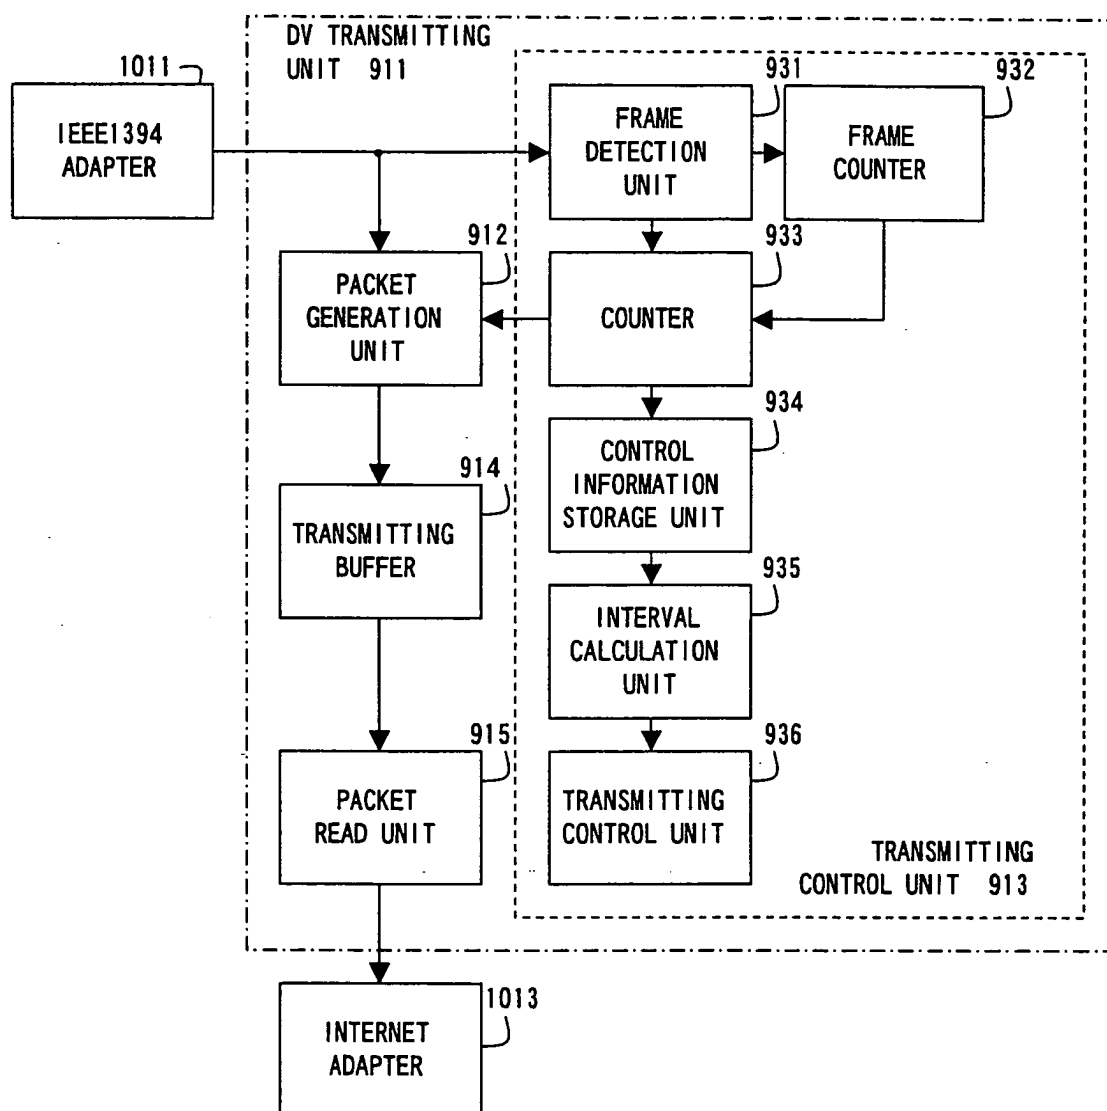 DV TRANSMITTING
UNIT 911
1011
IEEE1394
ADAPTER
931
FRAME
DETECTION
UNIT
932
FRAME
COUNTER
912
PACKET
GENERATION
UNIT
933
COUNTER
934
CONTROL
INFORMATION
STORAGE UNIT
914
TRANSMITTING
BUFFER
935
INTERVAL
CALCULATION
UNIT
915
PACKET
READ UNIT
936
TRANSMITTING
CONTROL UNIT
TRANSMITTING
CONTROL UNIT 913
1013
INTERNET
ADAPTER